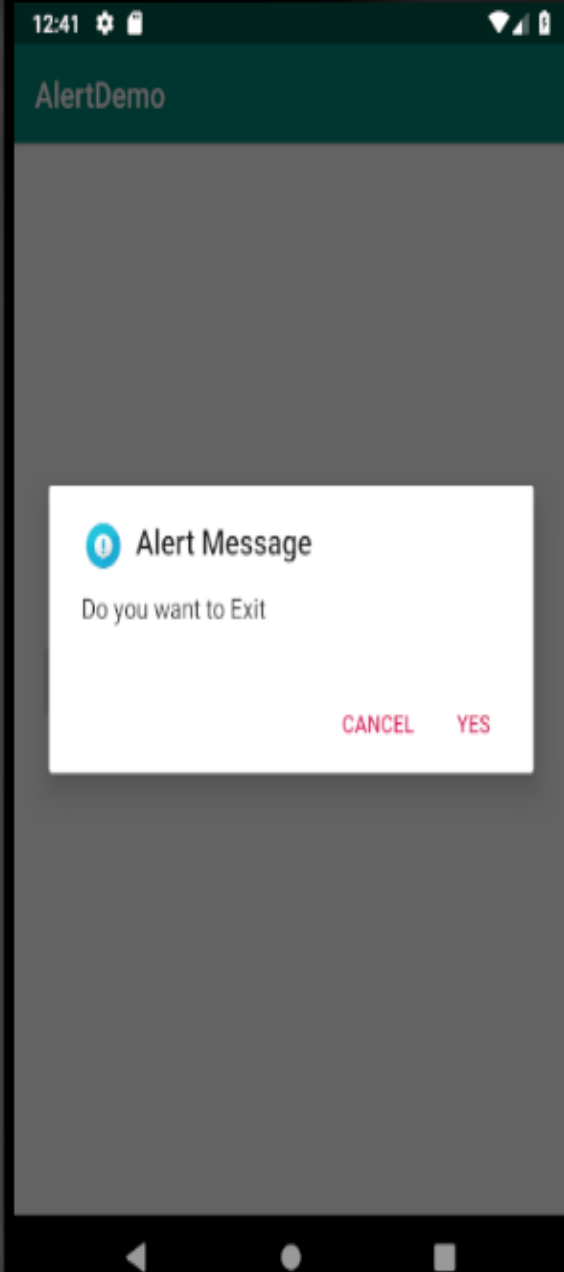 12:41
AlertDemo
Alert Message
Do you want to Exit
CANCEL YES